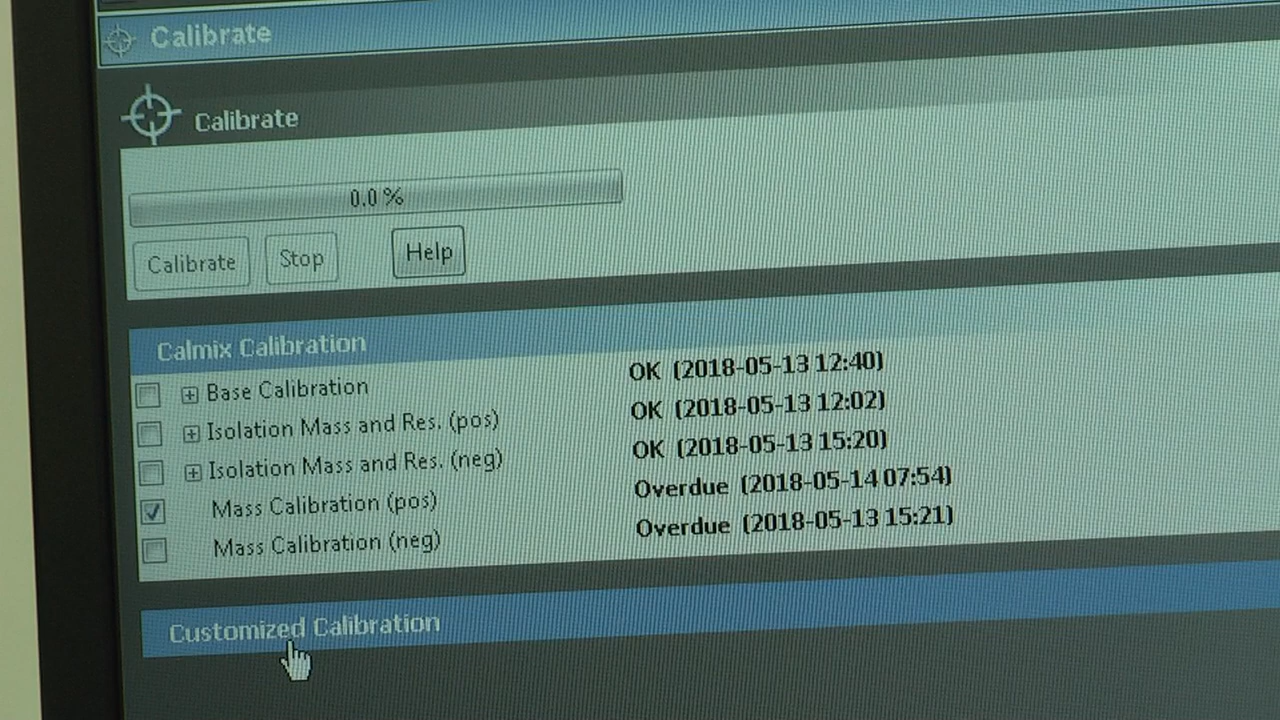 Calibrate
Calibrate
0.0 %
Calibrate Stop Help
Calmix Calibration
Base Calibration OK (2018-05-13 12:40)
Isolation Mass and Res. (pos) OK (2018-05-13 12:02)
Isolation Mass and Res. (neg) OK (2018-05-13 15:20)
Mass Calibration (pos) Overdue (2018-05-14 07:54)
Mass Calibration (neg) Overdue (2018-05-13 15:21)
Customized Calibration